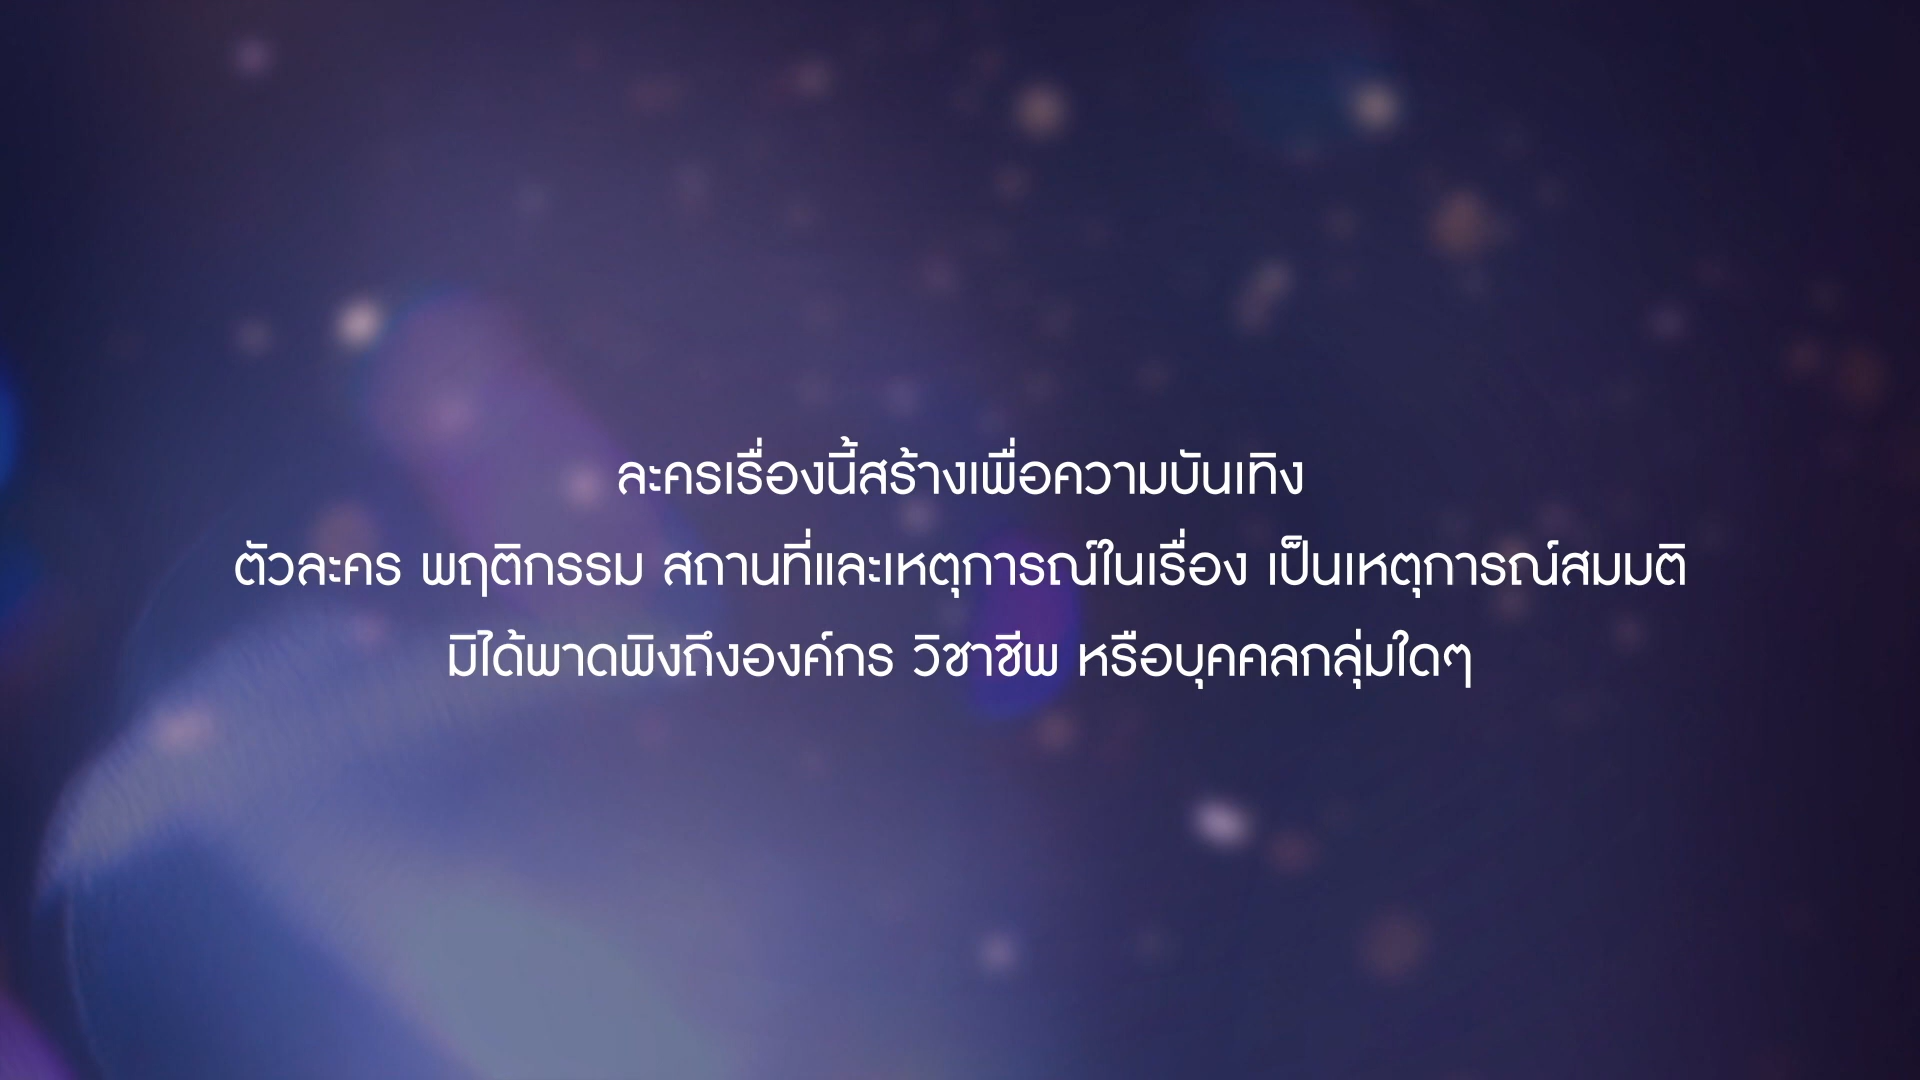 ละครเรื่องนี้สร้างเพื่อความบันเทิง
ตัวละคร พฤติกรรม สถานที่และเหตุการณ์ในเรื่อง เป็นเหตุการณ์สมมติ
มิได้พาดพิงถึงองค์กร วิชาชีพ หรือบุคคลกลุ่มใดๆ